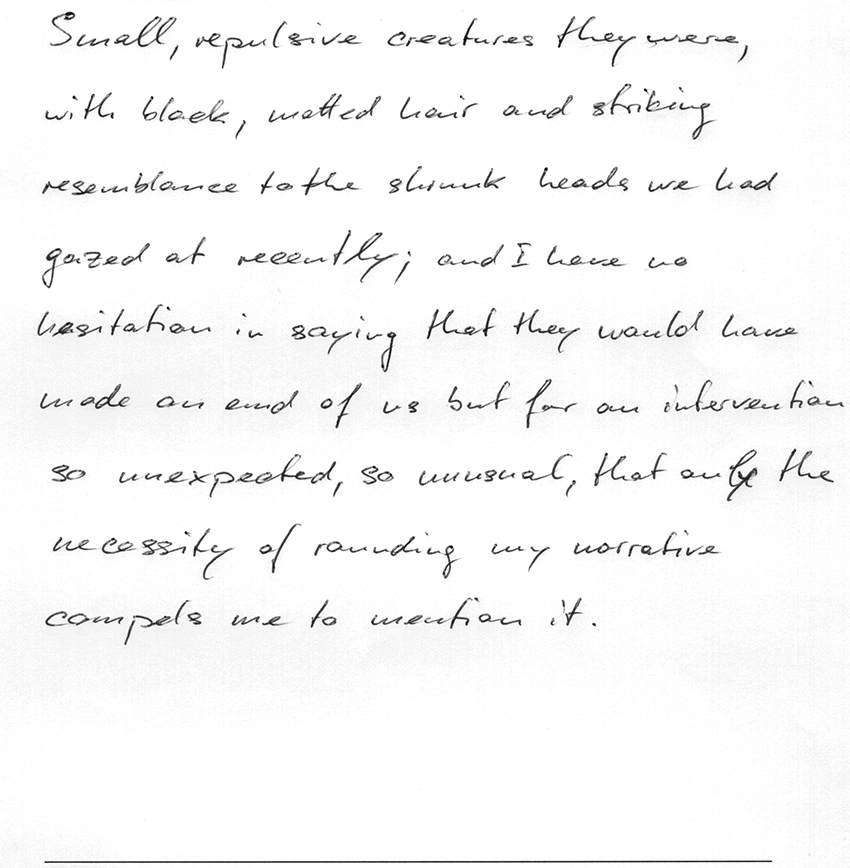 Small, repulsive creatures they were,
with black, matted hair and striking
resemblance to the shrunk heads we had
gazed at recently; and I have no
hesitation in saying that they would have
made an end of us but for an intervention
so unexpected, so unusual, that only the
necessity of rounding my narrative
compels me to mention it.